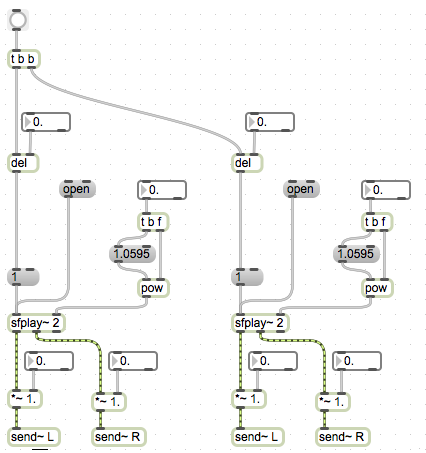 t b b
0. 0.
del del
open 0. open 0.
t b f t b f
1.0595 1.0595
1 pow 1 pow
sfplay~ 2 sfplay~ 2
0. 0. 0. 0.
*~ 1. *~ 1. *~ 1. *~ 1.
send~ L send~ R send~ L send~ R